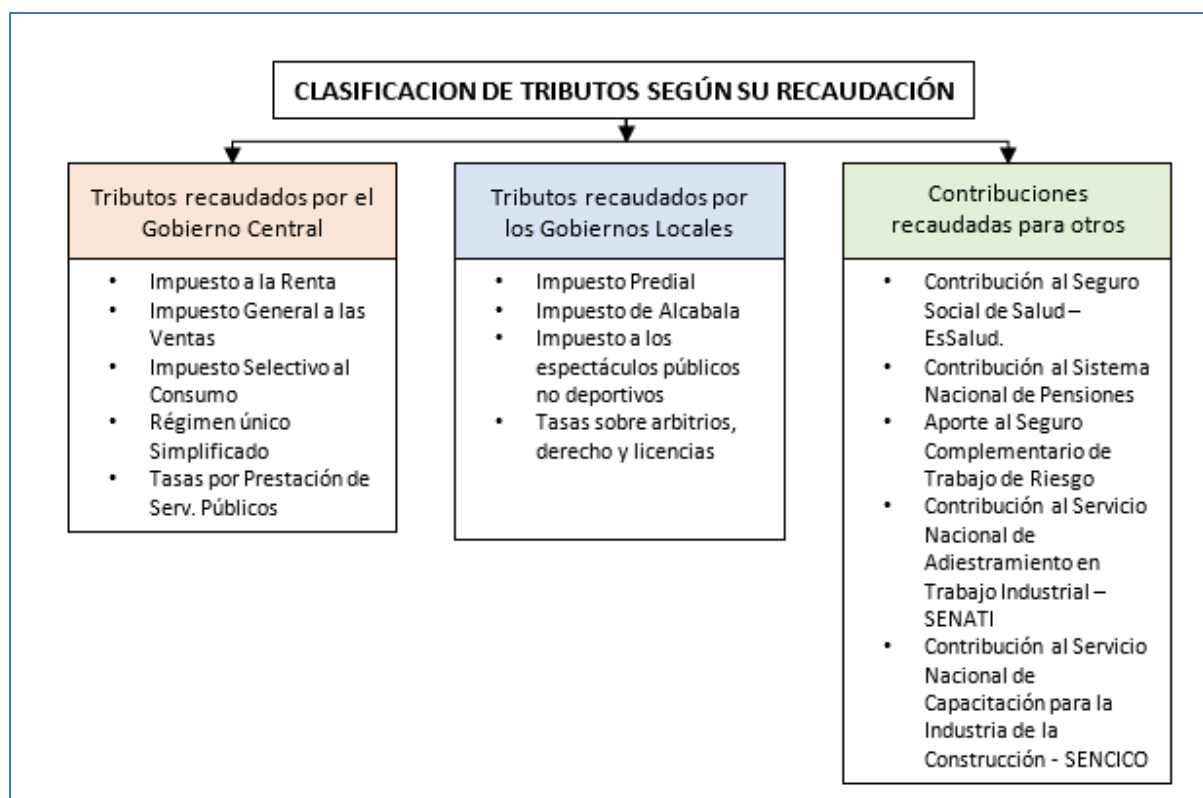 CLASIFICACION DE TRIBUTOS SEGÚN SU RECAUDACIÓN
Tributos recaudados por el
Gobierno Central
• Impuesto a la Renta
• Impuesto General a las
Ventas
• Impuesto Selectivo al
Consumo
• Régimen único
Simplificado
• Tasas por Prestación de
Serv. Públicos
Tributos recaudados por
los Gobiernos Locales
• Impuesto Predial
• Impuesto de Alcabala
• Impuesto a los
espectáculos públicos
no deportivos
• Tasas sobre arbitrios,
derecho y licencias
Contribuciones
recaudadas para otros
• Contribución al Seguro
Social de Salud –
EsSalud.
• Contribución al Sistema
Nacional de Pensiones
• Aporte al Seguro
Complementario de
Trabajo de Riesgo
• Contribución al Servicio
Nacional de
Adiestramiento en
Trabajo Industrial –
SENATI
• Contribución al Servicio
Nacional de
Capacitación para la
Industria de la
Construcción - SENCICO